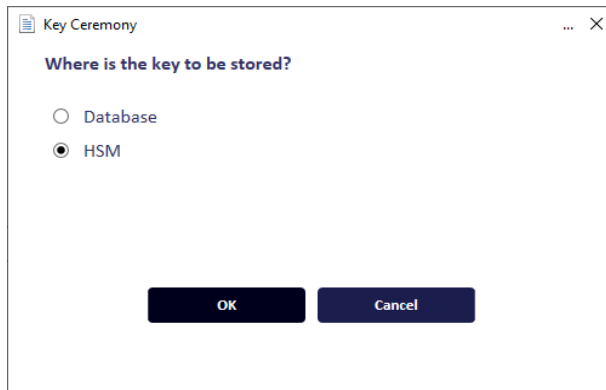 Key Ceremony
...
Where is the key to be stored?
Database
HSM
OK
Cancel